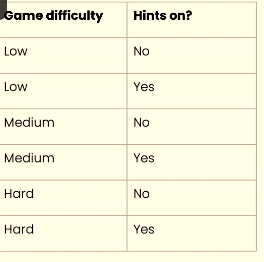 Game difficulty Hints on?
Low No
Low Yes
Medium No
Medium Yes
Hard No
Hard Yes